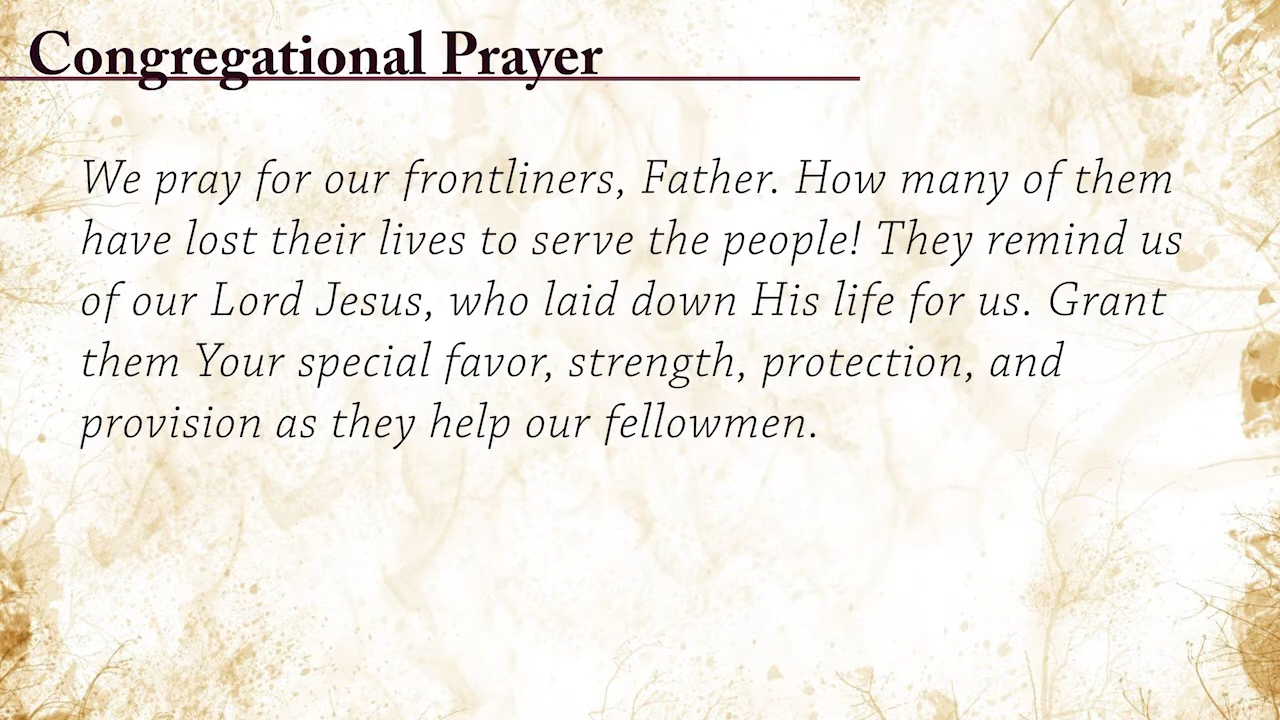 Congregational Prayer
We pray for our frontliners, Father. How many of them
have lost their lives to serve the people! They remind us
of our Lord Jesus, who laid down His life for us. Grant
them Your special favor, strength, protection, and
provision as they help our fellowmen.